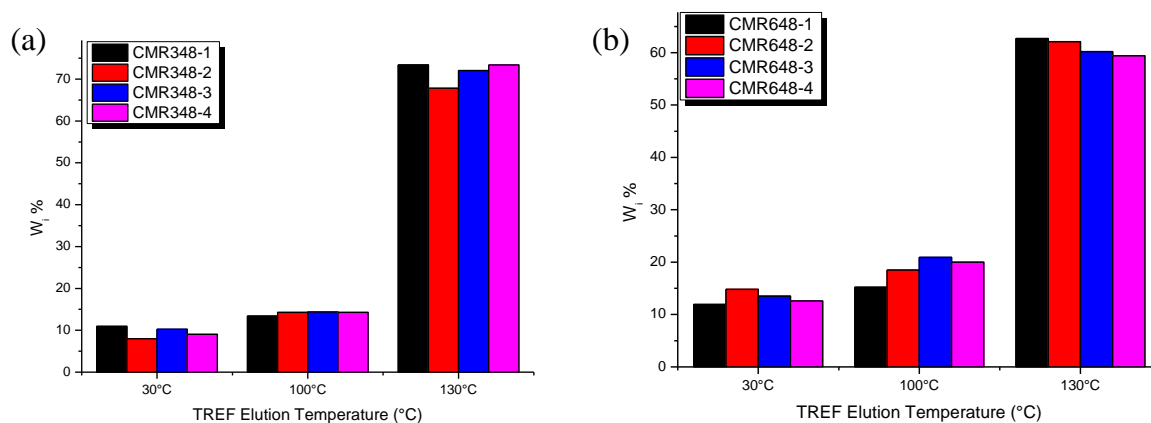 (a)
CMR348-1
CMR348-2
CMR348-3
CMR348-4
W_i %
70
60
50
40
30
20
10
0
30°C
100°C
130°C
TREF Elution Temperature (°C)
(b)
CMR648-1
CMR648-2
CMR648-3
CMR648-4
W_i %
60
50
40
30
20
10
0
30°C
100°C
130°C
TREF Elution Temperature (°C)